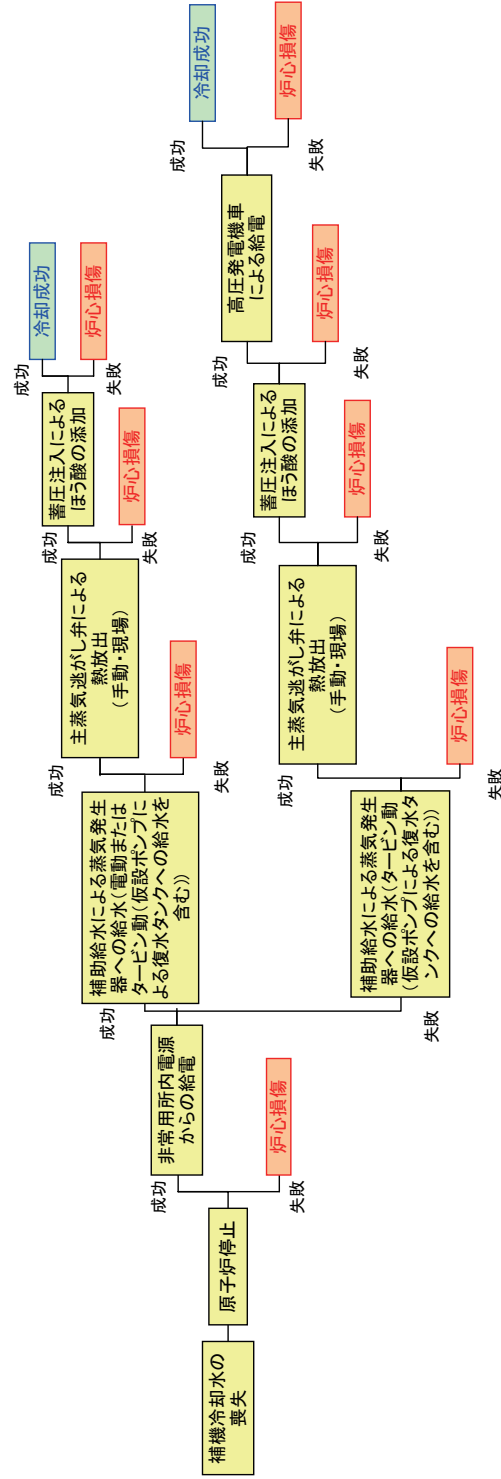 補機冷却水の
喪失
原子炉停止
成功
失敗
非常用所内電源
からの給電
炉心損傷
成功
失敗
補助給水による蒸気発生
器への給水(電動または
タービン動(仮設ポンプに
よる復水タンクへの給水を
含む))
成功
失敗
炉心損傷
主蒸気逃がし弁による
熱放出
(手動・現場)
成功
失敗
炉心損傷
蓄圧注入による
ほう酸の添加
成功
失敗
冷却成功
炉心損傷
補助給水による蒸気発生
器への給水(タービン動
(仮設ポンプによる復水タ
ンクへの給水を含む))
成功
失敗
炉心損傷
主蒸気逃がし弁による
熱放出
(手動・現場)
成功
失敗
炉心損傷
蓄圧注入による
ほう酸の添加
成功
失敗
炉心損傷
高圧発電機車
による給電
成功
失敗
冷却成功
炉心損傷